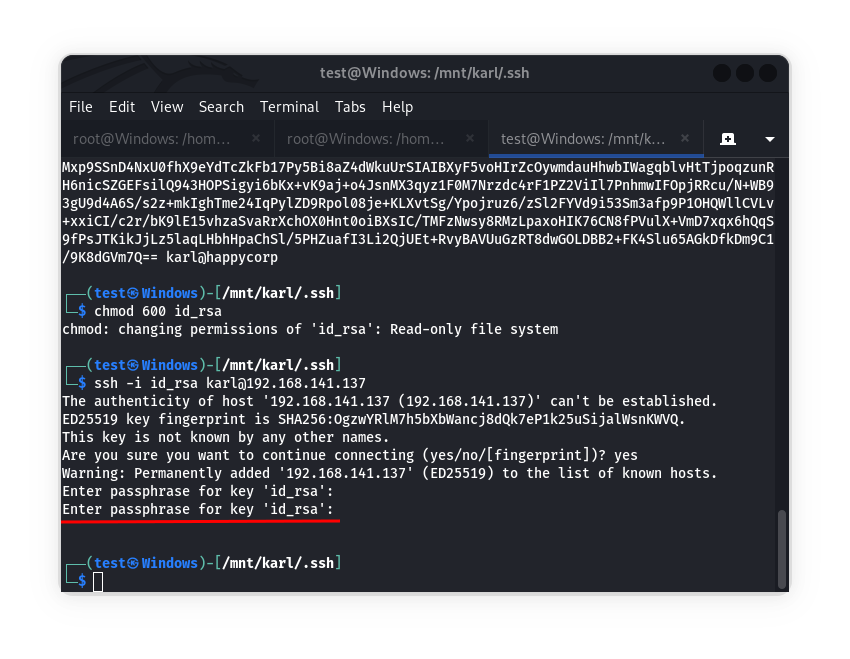 test@Windows: /mnt/karl/.ssh
File Edit View Search Terminal Tabs Help
root@Windows: /hom... × root@Windows: /hom... × test@Windows: /mnt/k... ×
Mxp9SSnD4NxU0fhX9eYdTcZkFb17Py5Bi8aZ4dWkuUrSIAIBXyF5voHIrZcOywmdauHhwbIWagqblvHtTjpoqzunR
H6nicSZGEFsilQ943HOPSigyi6bKx+vK9aj+o4JsnMX3qyz1F0M7Nrzdc4rF1PZ2ViIl7PnhmwIFOpjRRcu/N+WB9
3gU9d4A6S/s2z+mkIghTme24IqPylZD9Rpol08je+KLXvtSg/Ypojruz6/zSl2FYVd9i53Sm3afp9P1OHQWllCVLv
+xxiCI/c2r/bK9lE15vhzaSvaRrXchOX0Hnt0oiBXsIC/TMFzNwsy8RMzLpaxoHIK76CN8fPVulX+VmD7xqx6hQqS
9fPsJTKikJjLz5laqLHbhHpaChSl/5PHZuafI3Li2QjUEt+RvyBAVUuGzRT8dwGOLDBB2+FK4Slu65AGkDfkDm9C1
/9K8dGVm7Q== karl@happycorp
┌──(test㉿Windows)-[/mnt/karl/.ssh]
└─$ chmod 600 id_rsa
chmod: changing permissions of 'id_rsa': Read-only file system
┌──(test㉿Windows)-[/mnt/karl/.ssh]
└─$ ssh -i id_rsa karl@192.168.141.137
The authenticity of host '192.168.141.137 (192.168.141.137)' can't be established.
ED25519 key fingerprint is SHA256:OgzwYRlM7h5bXbWancj8dQk7eP1k25uSijalWsnKWVQ.
This key is not known by any other names.
Are you sure you want to continue connecting (yes/no/[fingerprint])? yes
Warning: Permanently added '192.168.141.137' (ED25519) to the list of known hosts.
Enter passphrase for key 'id_rsa':
Enter passphrase for key 'id_rsa':
┌──(test㉿Windows)-[/mnt/karl/.ssh]
└─$